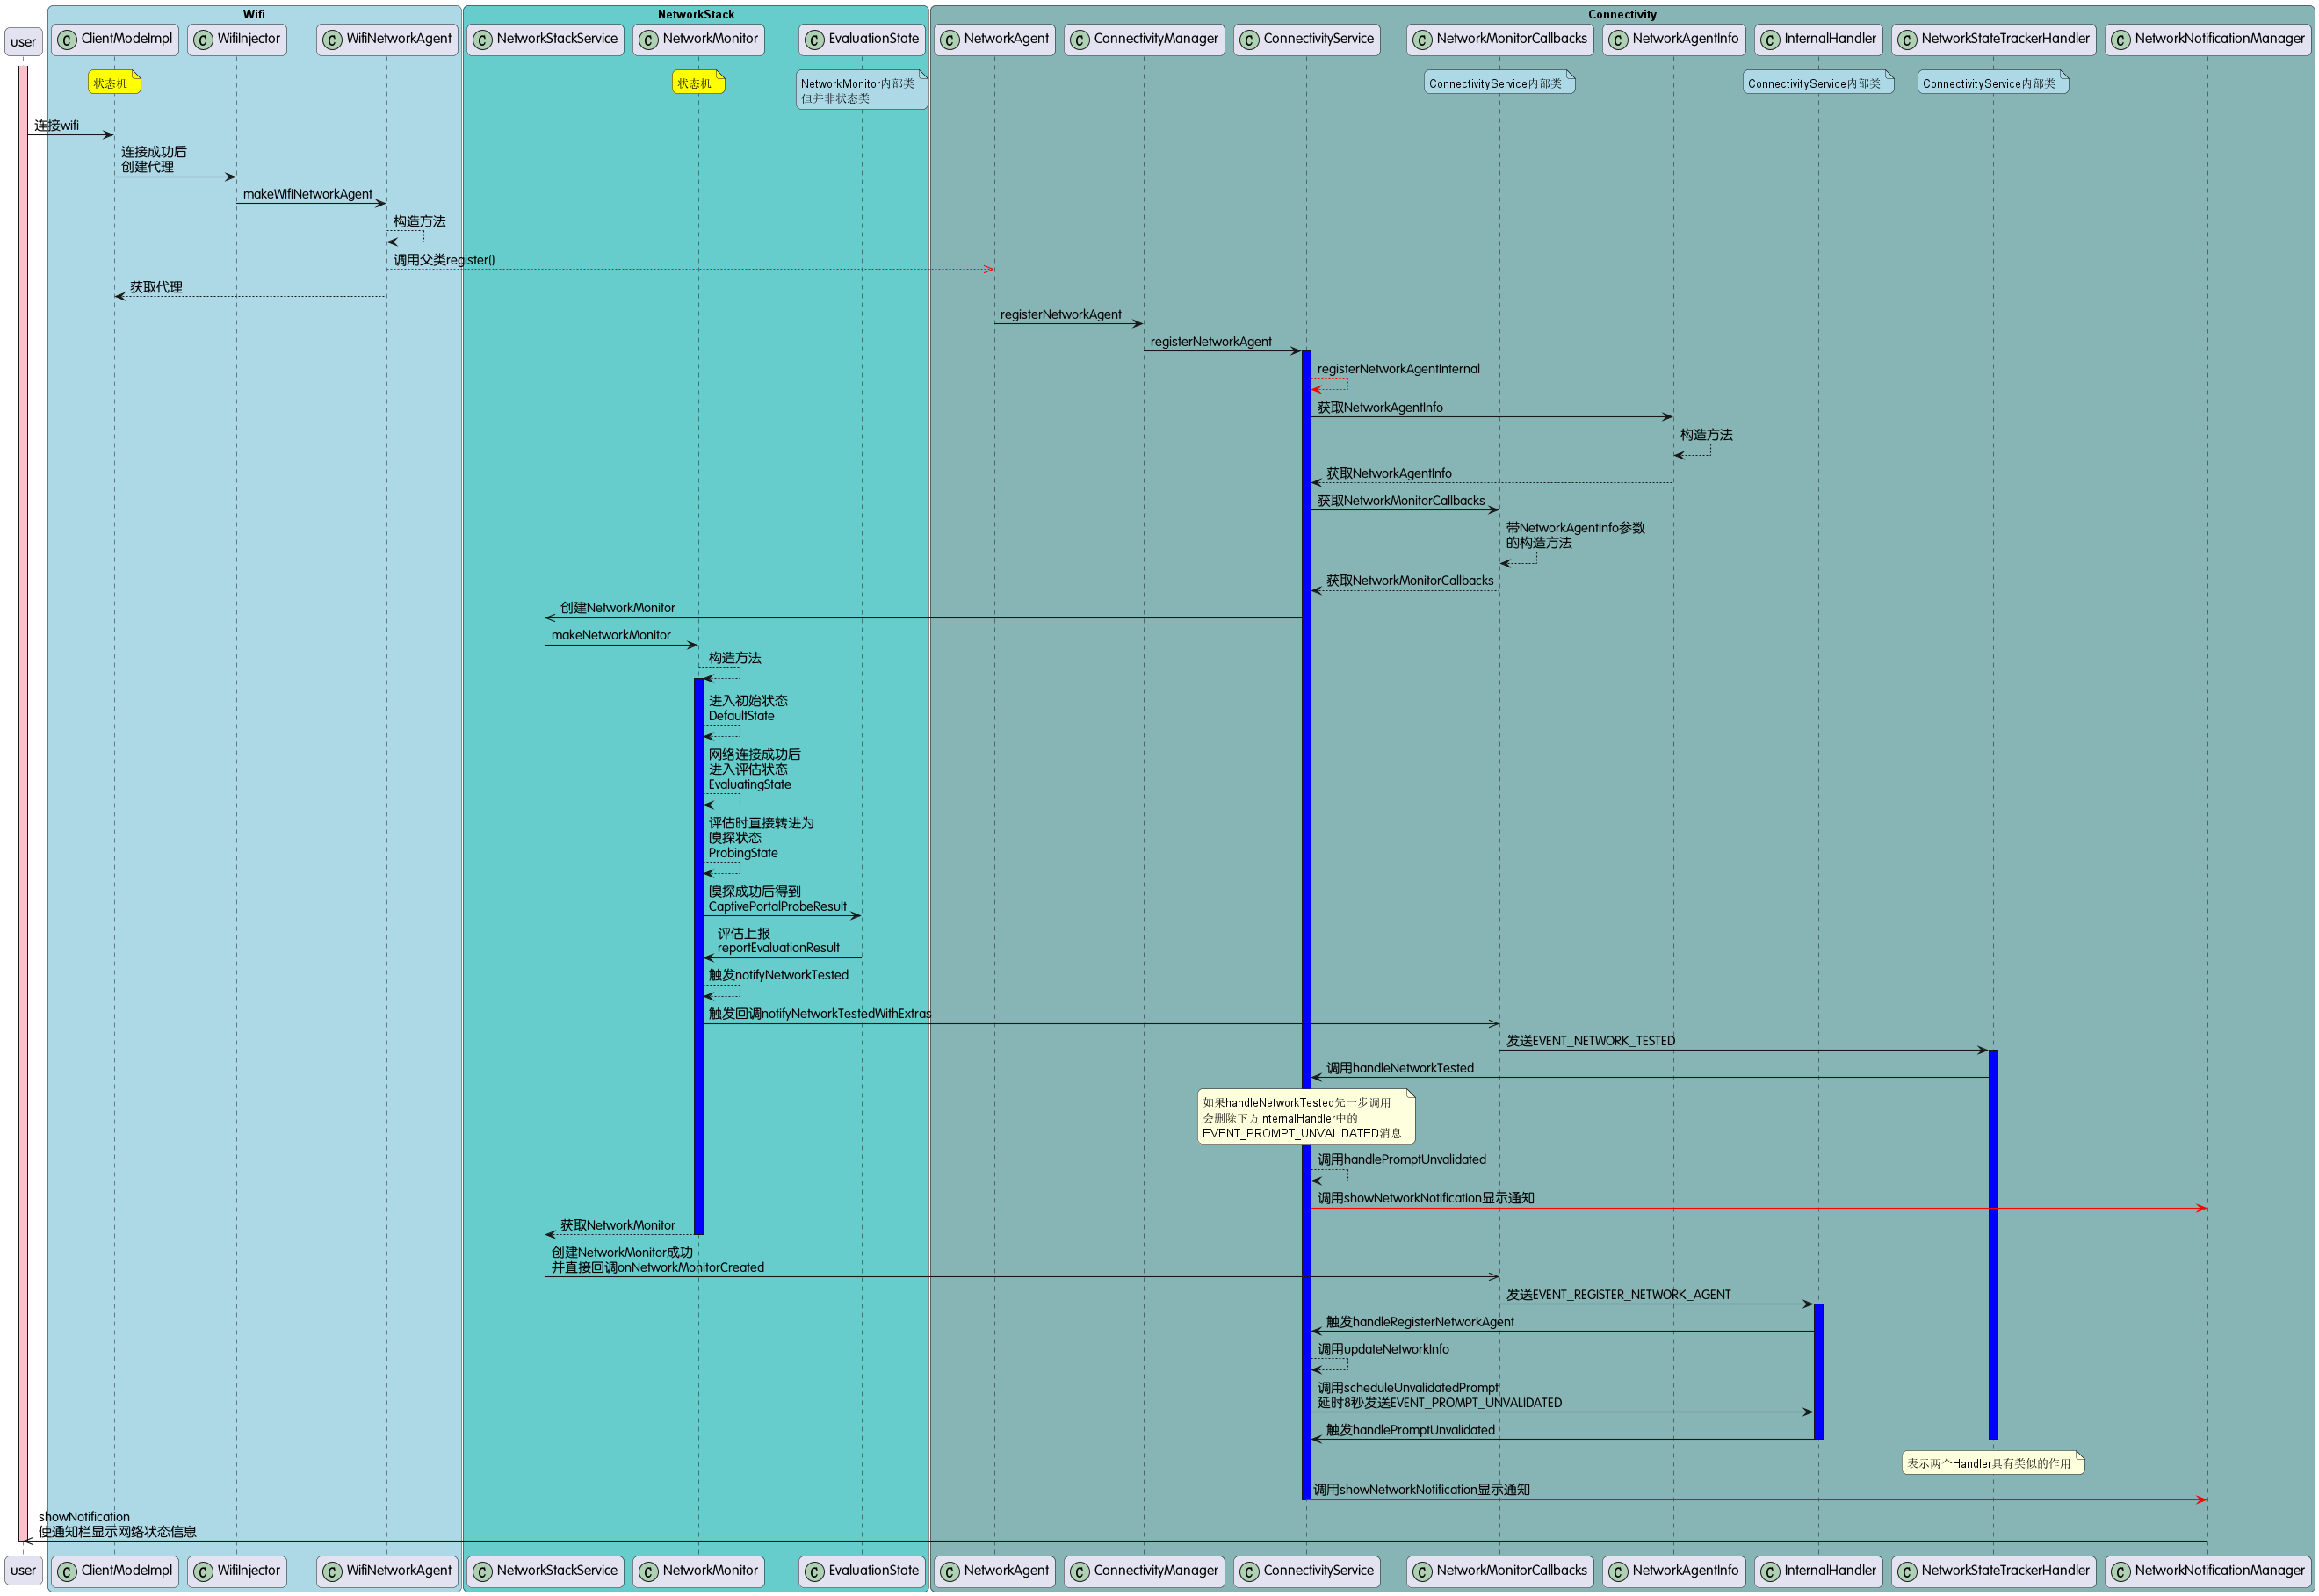 Wifi
NetworkStack
Connectivity
user
ClientModeImpl
WifiInjector
WifiNetworkAgent
NetworkStackService
NetworkMonitor
EvaluationState
NetworkAgent
ConnectivityManager
ConnectivityService
NetworkMonitorCallbacks
NetworkAgentInfo
InternalHandler
NetworkStateTrackerHandler
NetworkNotificationManager
状态机
状态机
NetworkMonitor内部类
但并非状态类
ConnectivityService内部类
ConnectivityService内部类
ConnectivityService内部类
连接wifi
连接成功后
创建代理
makeWifiNetworkAgent
构造方法
调用父类register()
获取代理
registerNetworkAgent
registerNetworkAgent
registerNetworkAgentInternal
获取NetworkAgentInfo
构造方法
获取NetworkAgentInfo
获取NetworkMonitorCallbacks
带NetworkAgentInfo参数
的构造方法
获取NetworkMonitorCallbacks
创建NetworkMonitor
makeNetworkMonitor
构造方法
进入初始状态
DefaultState
网络连接成功后
进入评估状态
EvaluatingState
评估时直接转进为
嗅探状态
ProbingState
嗅探成功后得到
CaptivePortalProbeResult
评估上报
reportEvaluationResult
触发notifyNetworkTested
触发回调notifyNetworkTestedWithExtras
发送EVENT_NETWORK_TESTED
调用handleNetworkTested
如果handleNetworkTested先一步调用
会删除下方InternalHandler中的
EVENT_PROMPT_UNVALIDATED消息
调用handlePromptUnvalidated
调用showNetworkNotification显示通知
获取NetworkMonitor
创建NetworkMonitor成功
并直接回调onNetworkMonitorCreated
发送EVENT_REGISTER_NETWORK_AGENT
触发handleRegisterNetworkAgent
调用updateNetworkInfo
调用scheduleUnvalidatedPrompt
延时8秒发送EVENT_PROMPT_UNVALIDATED
触发handlePromptUnvalidated
表示两个Handler具有类似的作用
调用showNetworkNotification显示通知
showNotification
使通知栏显示网络状态信息
user
ClientModeImpl
WifiInjector
WifiNetworkAgent
NetworkStackService
NetworkMonitor
EvaluationState
NetworkAgent
ConnectivityManager
ConnectivityService
NetworkMonitorCallbacks
NetworkAgentInfo
InternalHandler
NetworkStateTrackerHandler
NetworkNotificationManager